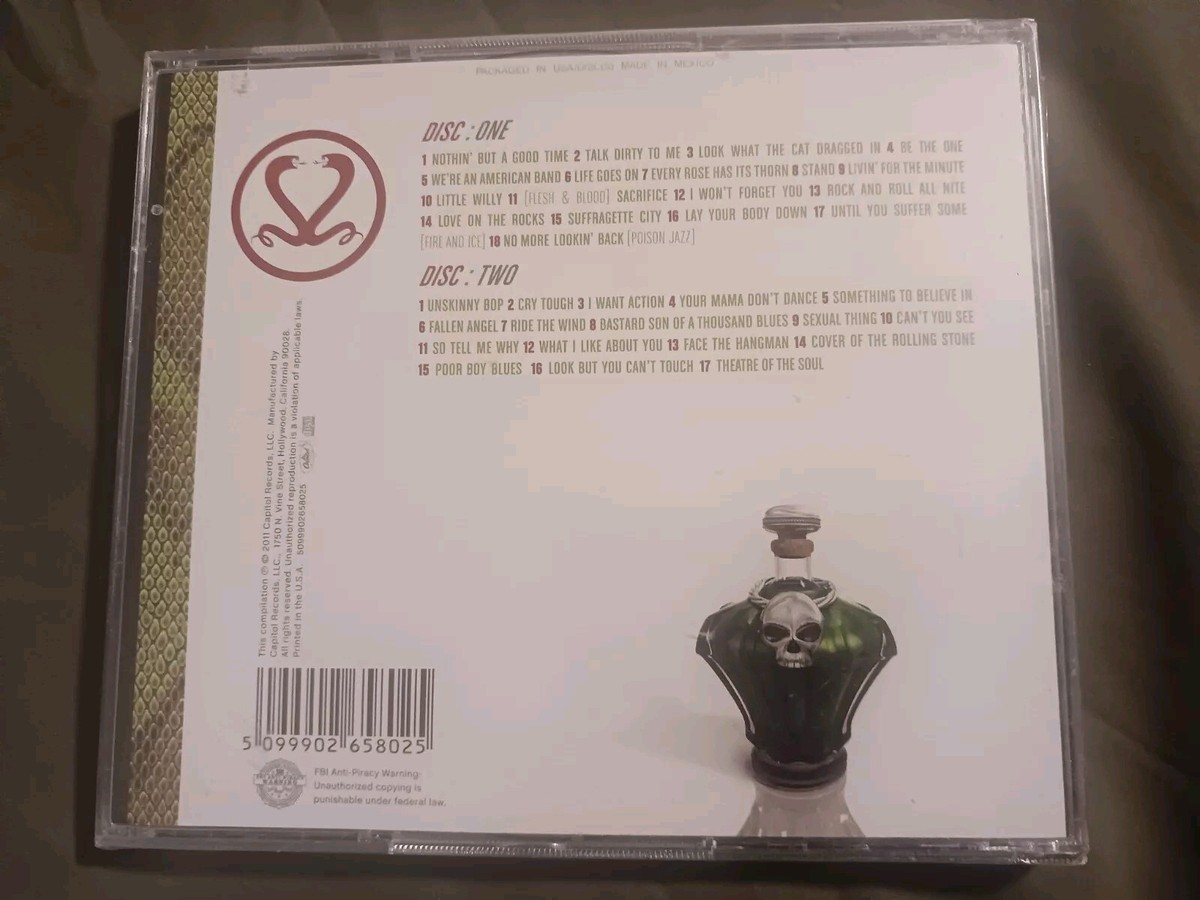 PACKAGED IN USA/DISCS MADE IN MEXICO
DISC : ONE
1 NOTHIN' BUT A GOOD TIME 2 TALK DIRTY TO ME 3 LOOK WHAT THE CAT DRAGGED IN 4 BE THE ONE
5 WE'RE AN AMERICAN BAND 6 LIFE GOES ON 7 EVERY ROSE HAS ITS THORN 8 STAND 9 LIVIN' FOR THE MINUTE
10 LITTLE WILLY 11 [FLESH & BLOOD] SACRIFICE 12 I WON'T FORGET YOU 13 ROCK AND ROLL ALL NITE
14 LOVE ON THE ROCKS 15 SUFFRAGETTE CITY 16 LAY YOUR BODY DOWN 17 UNTIL YOU SUFFER SOME
[FIRE AND ICE] 18 NO MORE LOOKIN' BACK [POISON JAZZ]
DISC : TWO
1 UNSKINNY BOP 2 CRY TOUGH 3 I WANT ACTION 4 YOUR MAMA DON'T DANCE 5 SOMETHING TO BELIEVE IN
6 FALLEN ANGEL 7 RIDE THE WIND 8 BASTARD SON OF A THOUSAND BLUES 9 SEXUAL THING 10 CAN'T YOU SEE
11 SO TELL ME WHY 12 WHAT I LIKE ABOUT YOU 13 FACE THE HANGMAN 14 COVER OF THE ROLLING STONE
15 POOR BOY BLUES 16 LOOK BUT YOU CAN'T TOUCH 17 THEATRE OF THE SOUL
This compilation ℗ © 2011 Capitol Records, LLC. Manufactured by
Capitol Records, LLC., 1750 N. Vine Street, Hollywood, California 90028.
All rights reserved. Unauthorized reproduction is a violation of applicable laws.
Printed in the U.S.A. 5099902658025
Capitol
5 099902 658025
FBI Anti-Piracy Warning:
Unauthorized copying is
punishable under federal law.